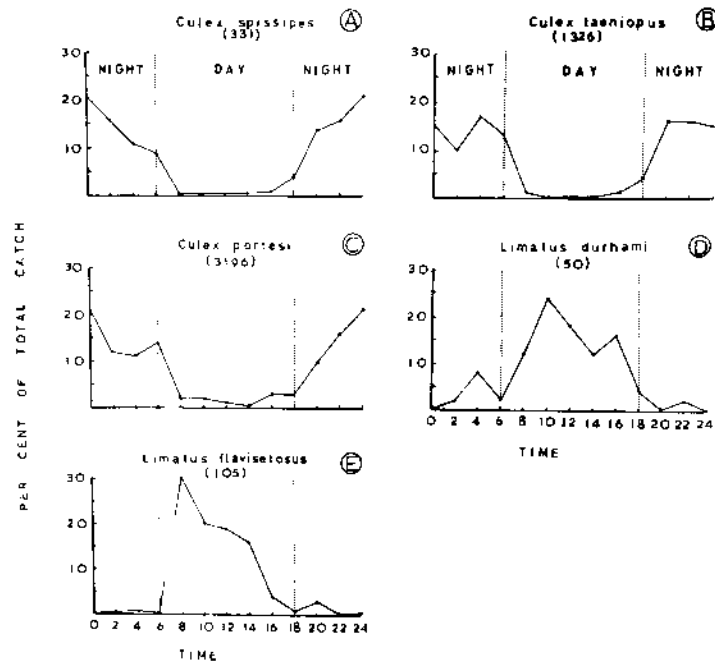 Culex spissipes A
(331)
30
20
10
NIGHT DAY NIGHT
Culex taeniopus B
(1326)
30
20
10
NIGHT DAY NIGHT
PER CENT OF TOTAL CATCH
Culex portesi C
30
20
10
Limatus durhami D
(50)
30
20
10
0 2 4 6 8 10 12 14 16 18 20 22 24
TIME
Limatus flavisetosus E
(105)
30
20
10
0 2 4 6 8 10 12 14 16 18 20 22 24
TIME